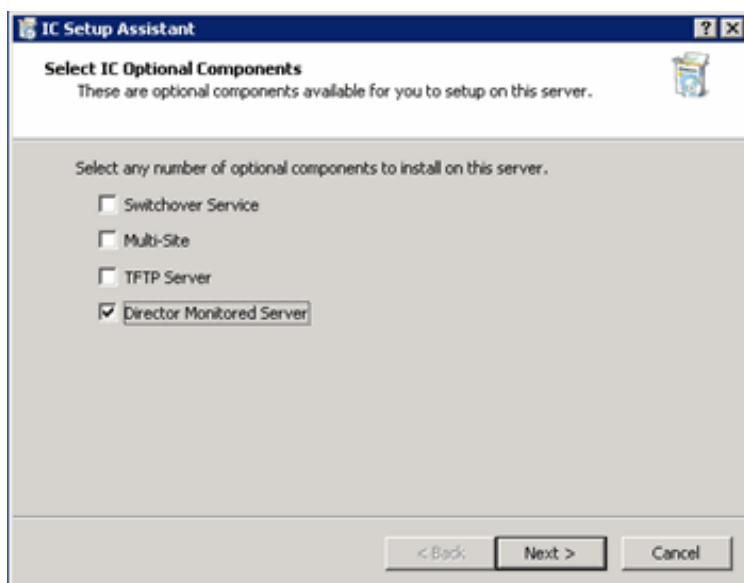 IC Setup Assistant
Select IC Optional Components
These are optional components available for you to setup on this server.
Select any number of optional components to install on this server.
Switchover Service
Multi-Site
TFTP Server
Director Monitored Server
< Back
Next >
Cancel